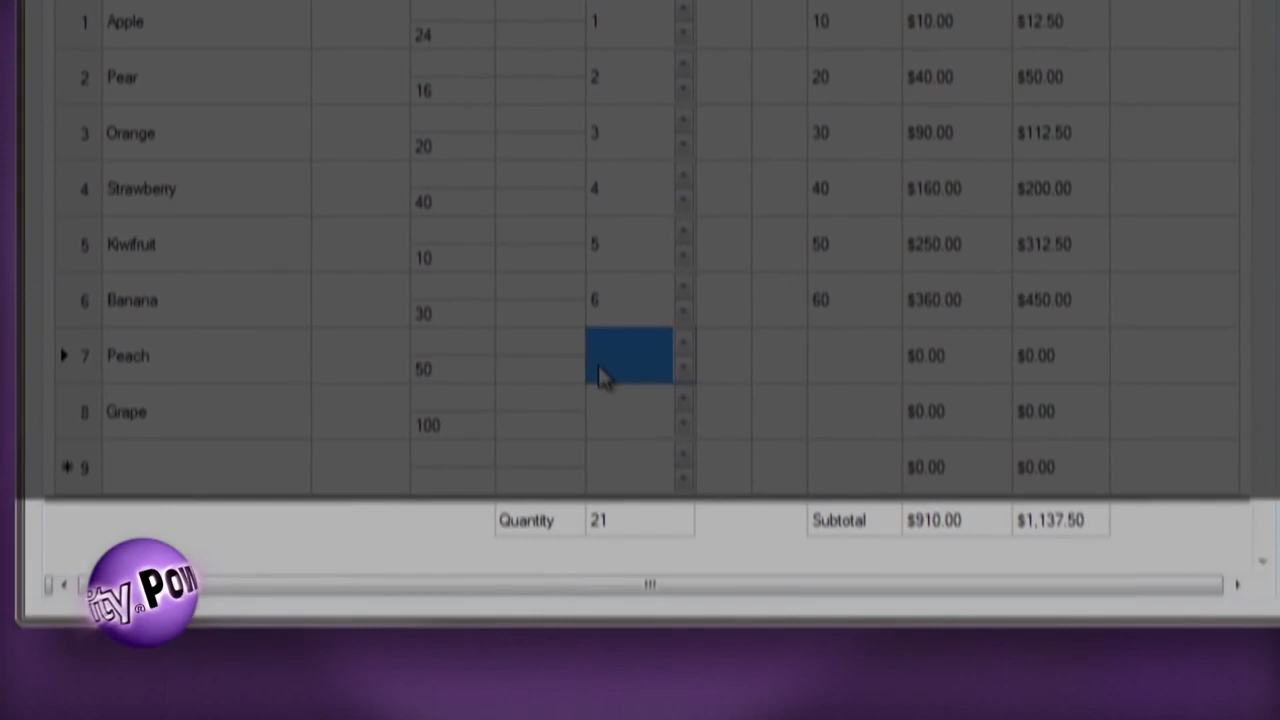 1 Apple 24 1 10 $10.00 $12.50
2 Pear 16 2 20 $40.00 $50.00
3 Orange 20 3 30 $90.00 $112.50
4 Strawberry 40 4 40 $160.00 $200.00
5 Kiwifruit 10 5 50 $250.00 $312.50
6 Banana 30 6 60 $360.00 $450.00
7 Peach 50 $0.00 $0.00
8 Grape 100 $0.00 $0.00
9 $0.00 $0.00
Quantity 21 Subtotal $910.00 $1,137.50
ity® Pow